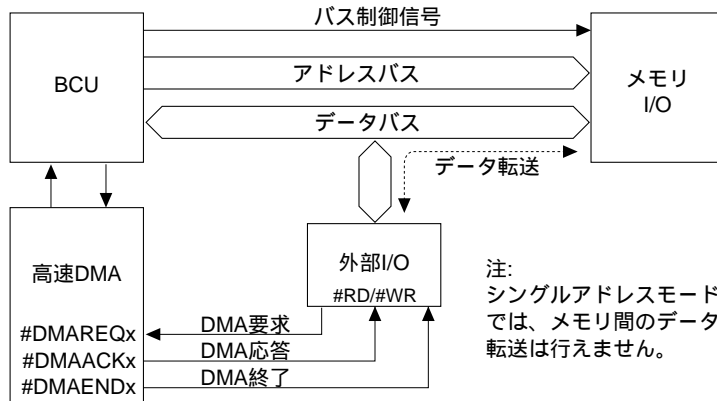 バス制御信号
BCU
アドレスバス
メモリ
I/O
データバス
データ転送
高速DMA
外部I/O
#RD/#WR
注:
シングルアドレスモード
では、メモリ間のデータ
転送は行えません。
#DMAREQx
DMA要求
#DMAACKx
DMA応答
#DMAENDx
DMA終了